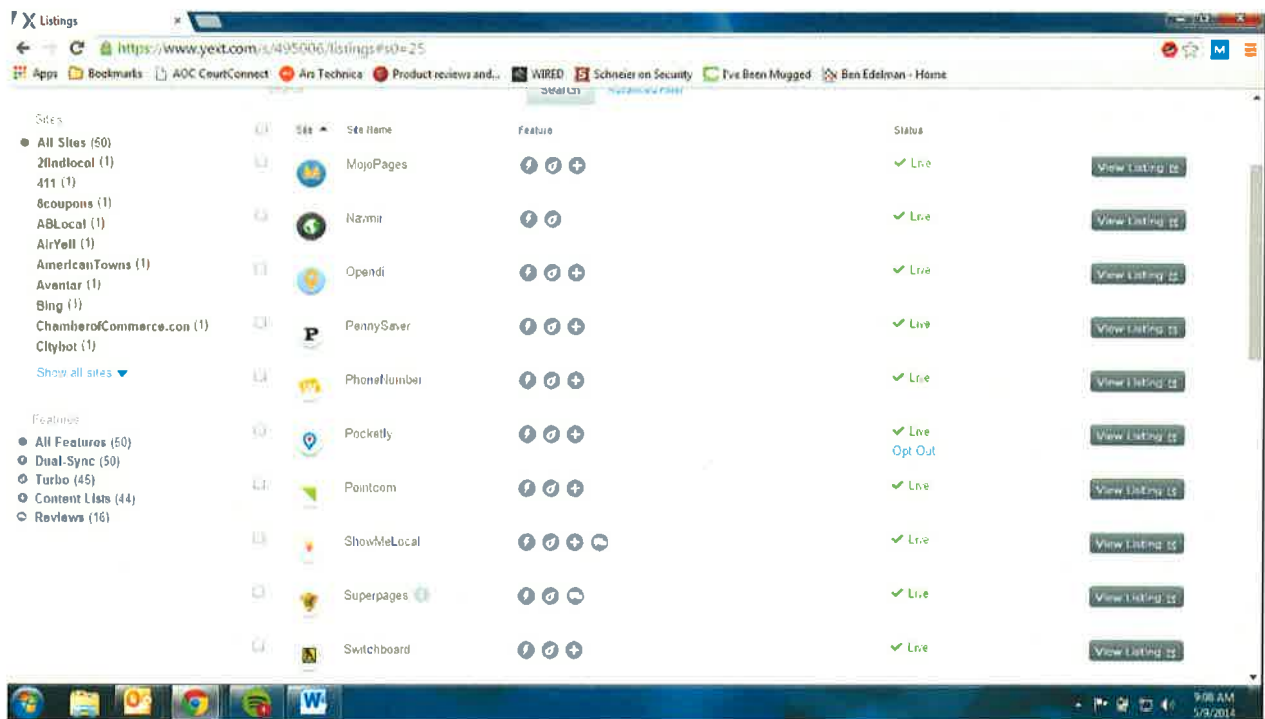 Listings
https://www.yext.com/s/495006/listings#s0=25
Apps Bookmarks AOC CourtConnect Ars Technica Product reviews and... WIRED Schneier on Security I've Been Mugged Ben Edelman - Home
Search Advanced Filter
Sites
All Sites (50)
2findlocal (1)
411 (1)
8coupons (1)
ABLocal (1)
AirYell (1)
AmericanTowns (1)
Aventar (1)
Bing (1)
ChamberofCommerce.com (1)
Citybot (1)
Show all sites
Features
All Features (50)
Dual-Sync (50)
Turbo (45)
Content Lists (44)
Reviews (16)
Site Site Name Feature Status
MojoPages Live View Listing
Navmii Live View Listing
Opendi Live View Listing
PennySaver Live View Listing
PhoneNumber Live View Listing
Pocketly Live View Listing
Opt Out
Pointcom Live View Listing
ShowMeLocal Live View Listing
Superpages Live View Listing
Switchboard Live View Listing
9:08 AM
5/9/2014